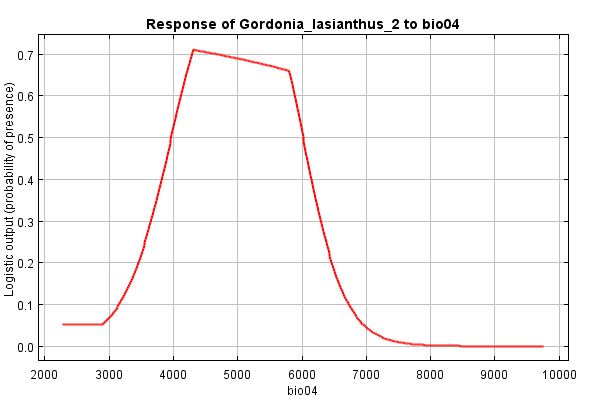 Response of Gordonia_lasianthus_2 to bio04
Logistic output (probability of presence)
0.7
0.6
0.5
0.4
0.3
0.2
0.1
0.0
2000 3000 4000 5000 6000 7000 8000 9000 10000
bio04